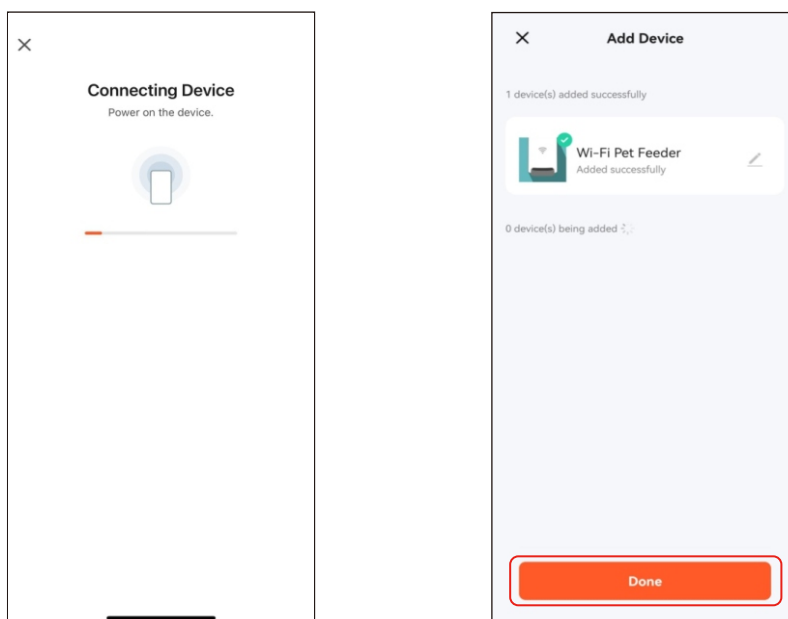 Connecting Device
Power on the device.
Add Device
1 device(s) added successfully
Wi-Fi Pet Feeder
Added successfully
0 device(s) being added
Done